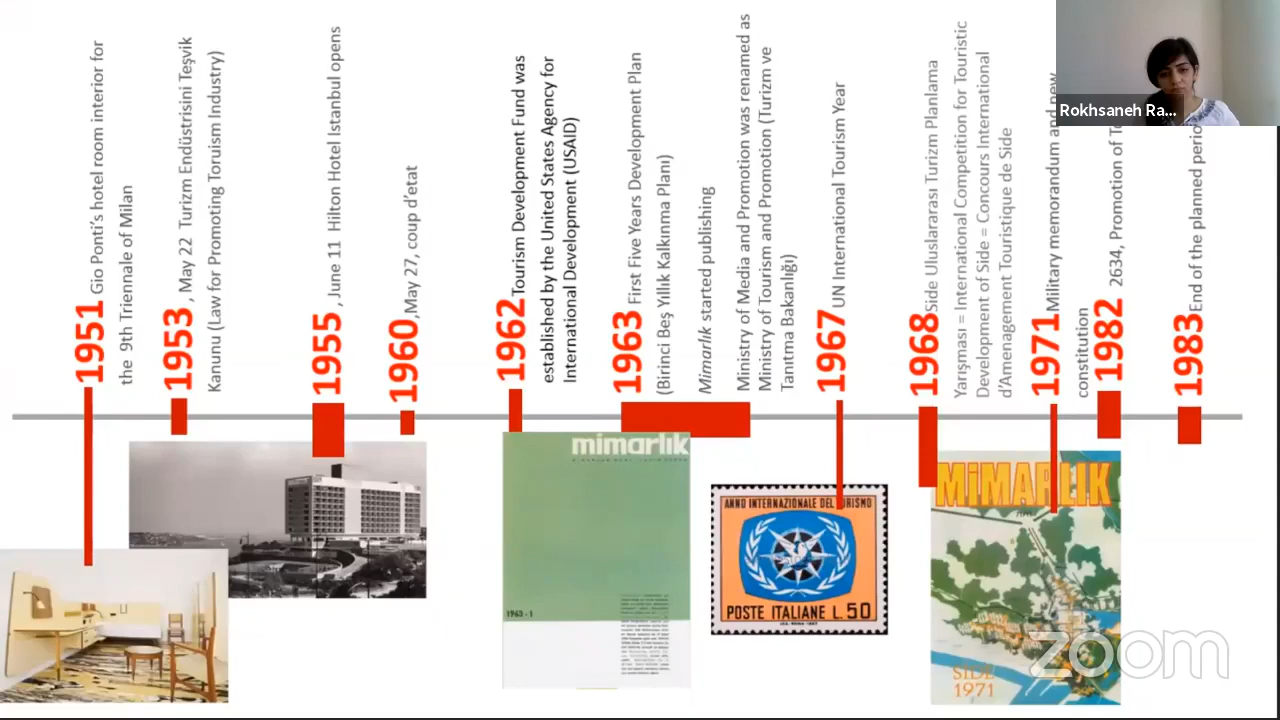 1951 Gio Ponti's hotel room interior for
the 9th Triennale of Milan
1953 , May 22 Turizm Endüstrisini Teşvik
Kanunu (Law for Promoting Toruism Industry)
1955 , June 11 Hilton Hotel Istanbul opens
1960 ,May 27, coup d'etat
1962 Tourism Development Fund was
established by the United States Agency for
International Development (USAID)
1963 First Five Years Development Plan
(Birinci Beş Yıllık Kalkınma Planı)
Mimarlık started publishing
Ministry of Media and Promotion was renamed as
Ministry of Tourism and Promotion (Turizm ve
Tanıtma Bakanlığı)
1967 UN International Tourism Year
1968 Side Uluslararası Turizm Planlama
Yarışması = International Competition for Touristic
Development of Side = Concours International
d'Amenagement Touristique de Side
1971 Military memorandum and new
constitution
1982 2634, Promotion of
1983 End of the planned
Rokhsaneh Ra...
mimarlık
1963 - 1
ANNO INTERNAZIONALE DEL TURISMO
POSTE ITALIANE L.50
MiMARLIK
SIDE
1971
zoom